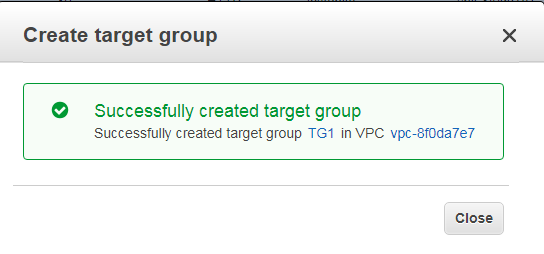 Create target group
Successfully created target group
Successfully created target group TG1 in VPC vpc-8f0da7e7
Close